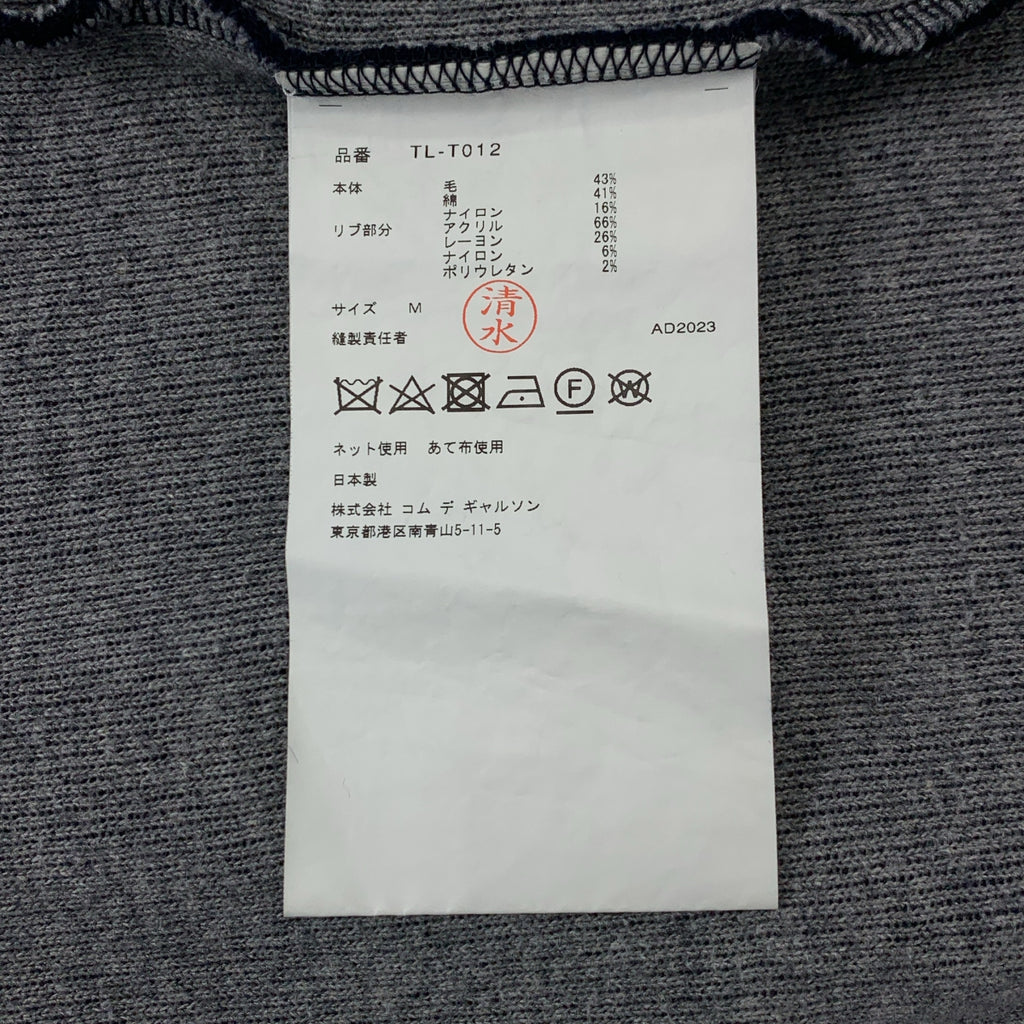 品番 TL-T012
本体 毛 43%
綿 41%
ナイロン 16%
リブ部分 アクリル 66%
レーヨン 26%
ナイロン 6%
ポリウレタン 2%
サイズ M
清水
縫製責任者
AD2023
F W
ネット使用 あて布使用
日本製
株式会社 コム デ ギャルソン
東京都港区南青山5-11-5